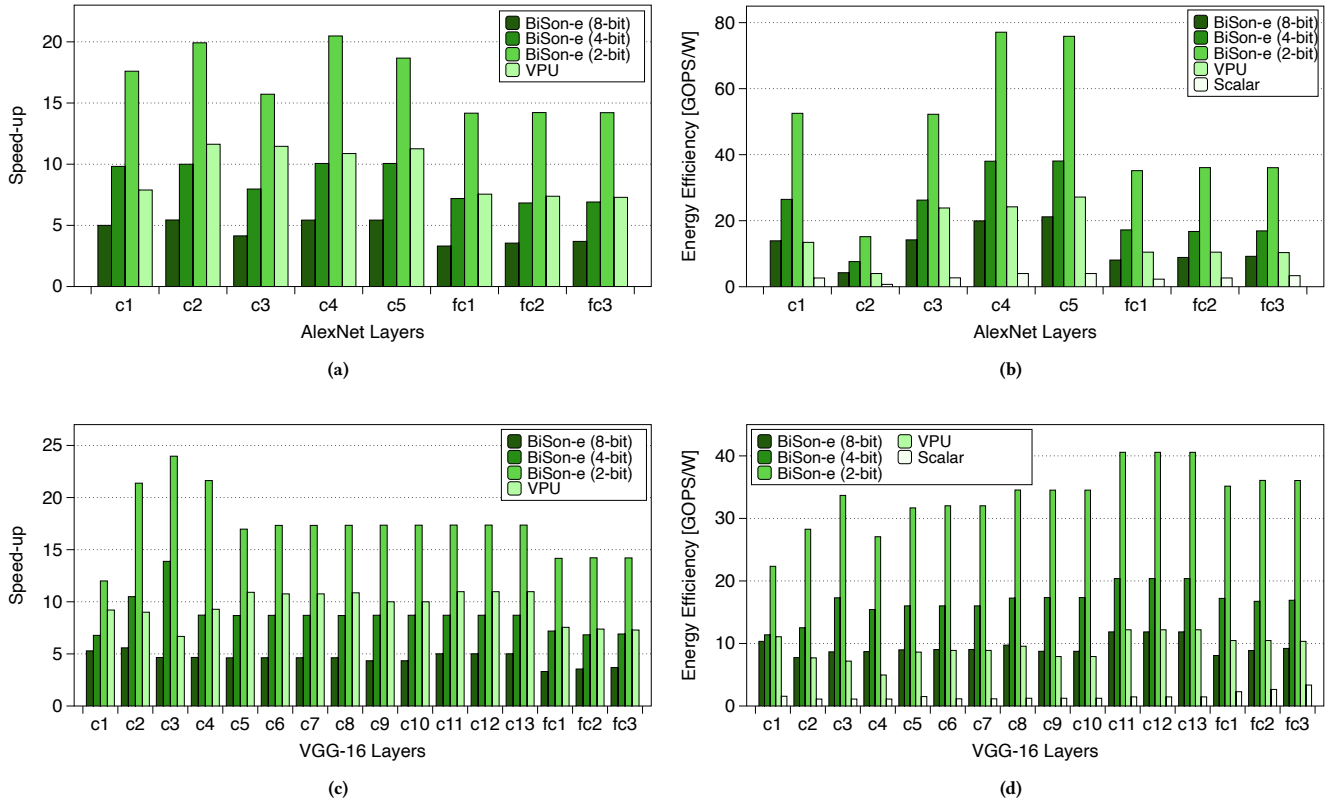 20
15
10
5
0
Speed-up
BiSon-e (8-bit)
BiSon-e (4-bit)
BiSon-e (2-bit)
VPU
c1 c2 c3 c4 c5 fc1 fc2 fc3
AlexNet Layers
(a)
80
60
40
20
0
Energy Efficiency [GOPS/W]
BiSon-e (8-bit)
BiSon-e (4-bit)
BiSon-e (2-bit)
VPU
Scalar
c1 c2 c3 c4 c5 fc1 fc2 fc3
AlexNet Layers
(b)
25
20
15
10
5
0
Speed-up
BiSon-e (8-bit)
BiSon-e (4-bit)
BiSon-e (2-bit)
VPU
c1 c2 c3 c4 c5 c6 c7 c8 c9 c10 c11 c12 c13 fc1 fc2 fc3
VGG-16 Layers
(c)
40
30
20
10
0
Energy Efficiency [GOPS/W]
BiSon-e (8-bit) VPU
BiSon-e (4-bit) Scalar
BiSon-e (2-bit)
c1 c2 c3 c4 c5 c6 c7 c8 c9 c10 c11 c12 c13 fc1 fc2 fc3
VGG-16 Layers
(d)